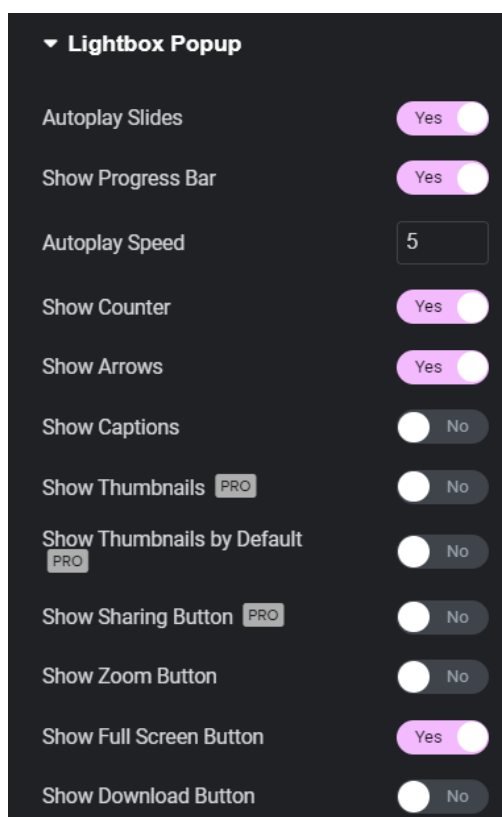 Lightbox Popup
Autoplay Slides Yes
Show Progress Bar Yes
Autoplay Speed 5
Show Counter Yes
Show Arrows Yes
Show Captions No
Show Thumbnails PRO No
Show Thumbnails by Default
PRO No
Show Sharing Button PRO No
Show Zoom Button No
Show Full Screen Button Yes
Show Download Button No